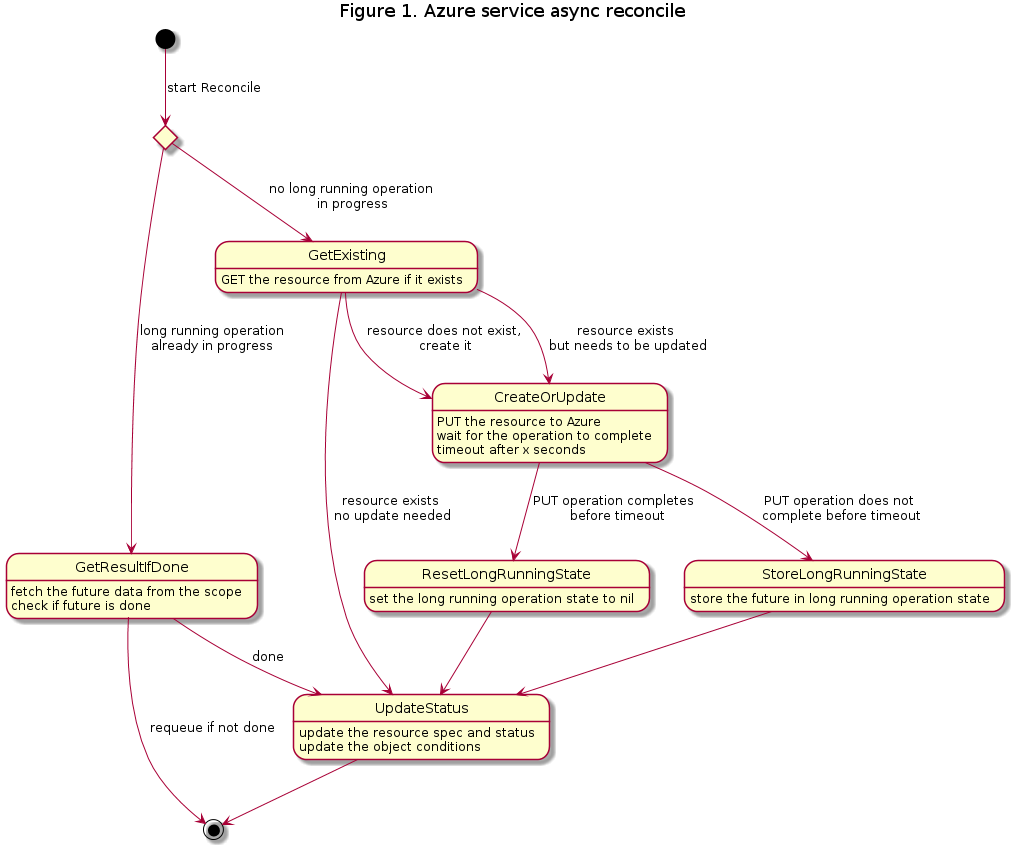 Figure 1. Azure service async reconcile
start Reconcile
no long running operation
in progress
GetExisting
GET the resource from Azure if it exists
long running operation
already in progress
resource does not exist,
create it
resource exists
but needs to be updated
CreateOrUpdate
PUT the resource to Azure
wait for the operation to complete
timeout after x seconds
resource exists
no update needed
PUT operation completes
before timeout
PUT operation does not
complete before timeout
GetResultIfDone
fetch the future data from the scope
check if future is done
ResetLongRunningState
set the long running operation state to nil
StoreLongRunningState
store the future in long running operation state
done
UpdateStatus
update the resource spec and status
update the object conditions
requeue if not done